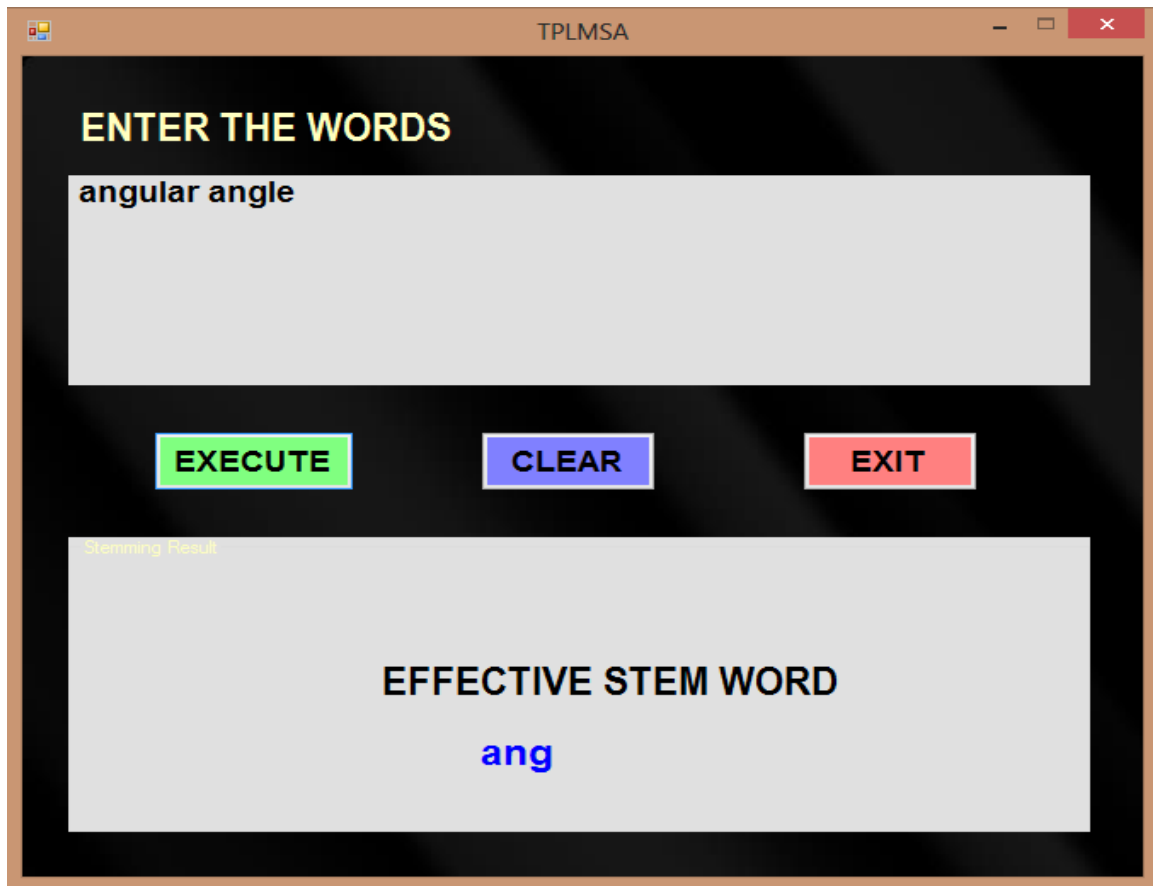 TPLMSA
ENTER THE WORDS
angular angle
EXECUTE CLEAR EXIT
Stemming Result
EFFECTIVE STEM WORD
ang